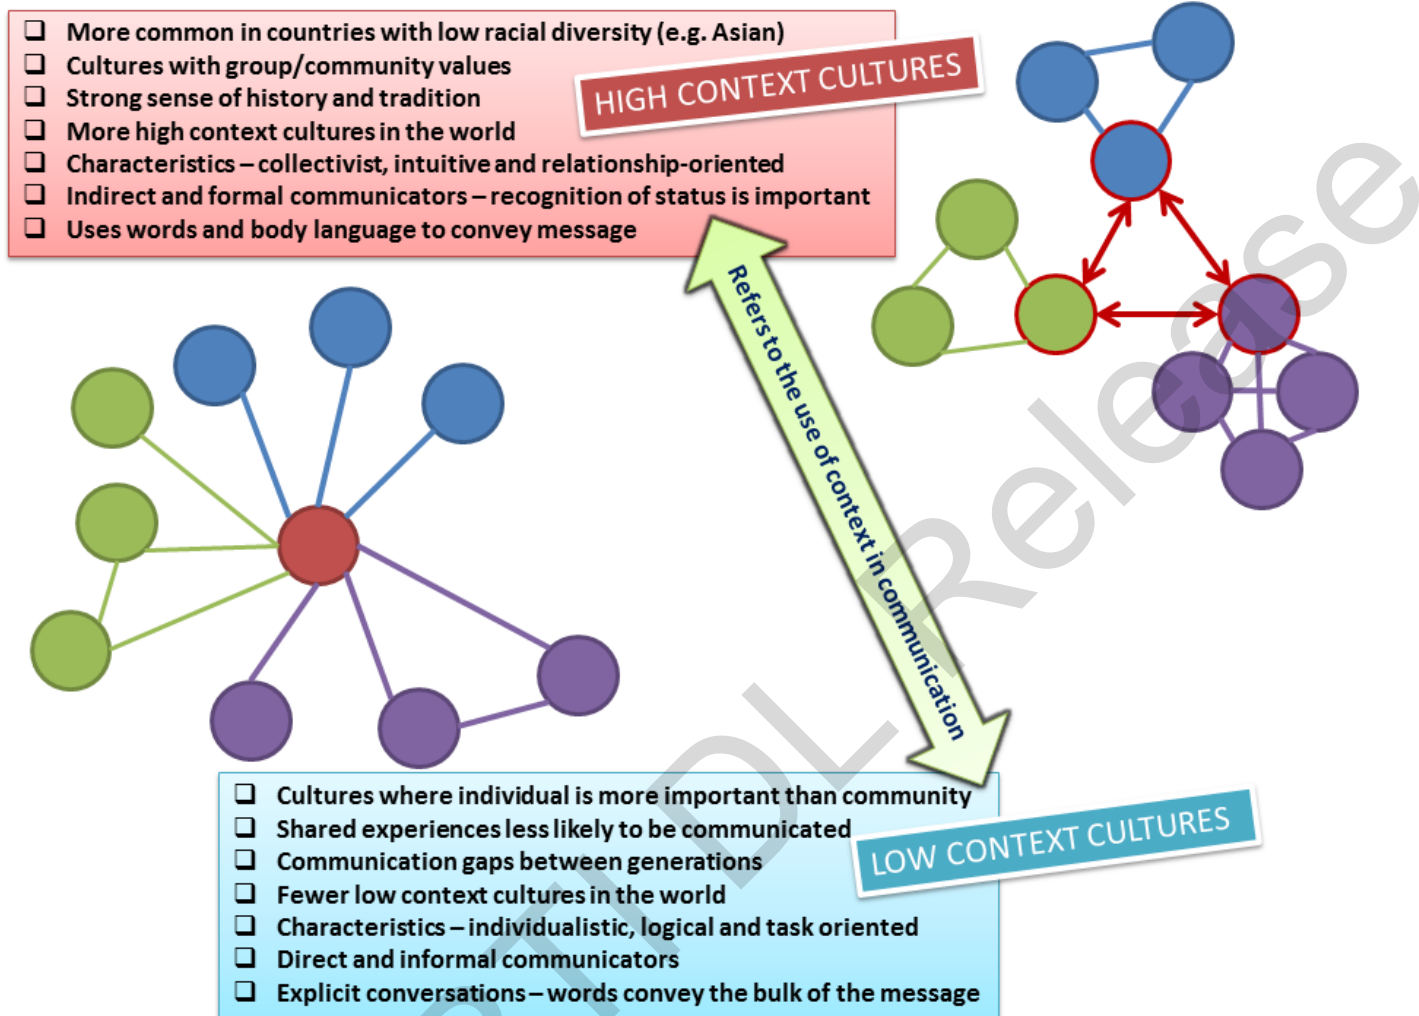 ❑ More common in countries with low racial diversity (e.g. Asian)
❑ Cultures with group/community values
❑ Strong sense of history and tradition
❑ More high context cultures in the world
❑ Characteristics – collectivist, intuitive and relationship-oriented
❑ Indirect and formal communicators – recognition of status is important
❑ Uses words and body language to convey message
HIGH CONTEXT CULTURES
Refers to the use of context in communication
❑ Cultures where individual is more important than community
❑ Shared experiences less likely to be communicated
❑ Communication gaps between generations
❑ Fewer low context cultures in the world
❑ Characteristics – individualistic, logical and task oriented
❑ Direct and informal communicators
❑ Explicit conversations – words convey the bulk of the message
LOW CONTEXT CULTURES
RTI DL Release